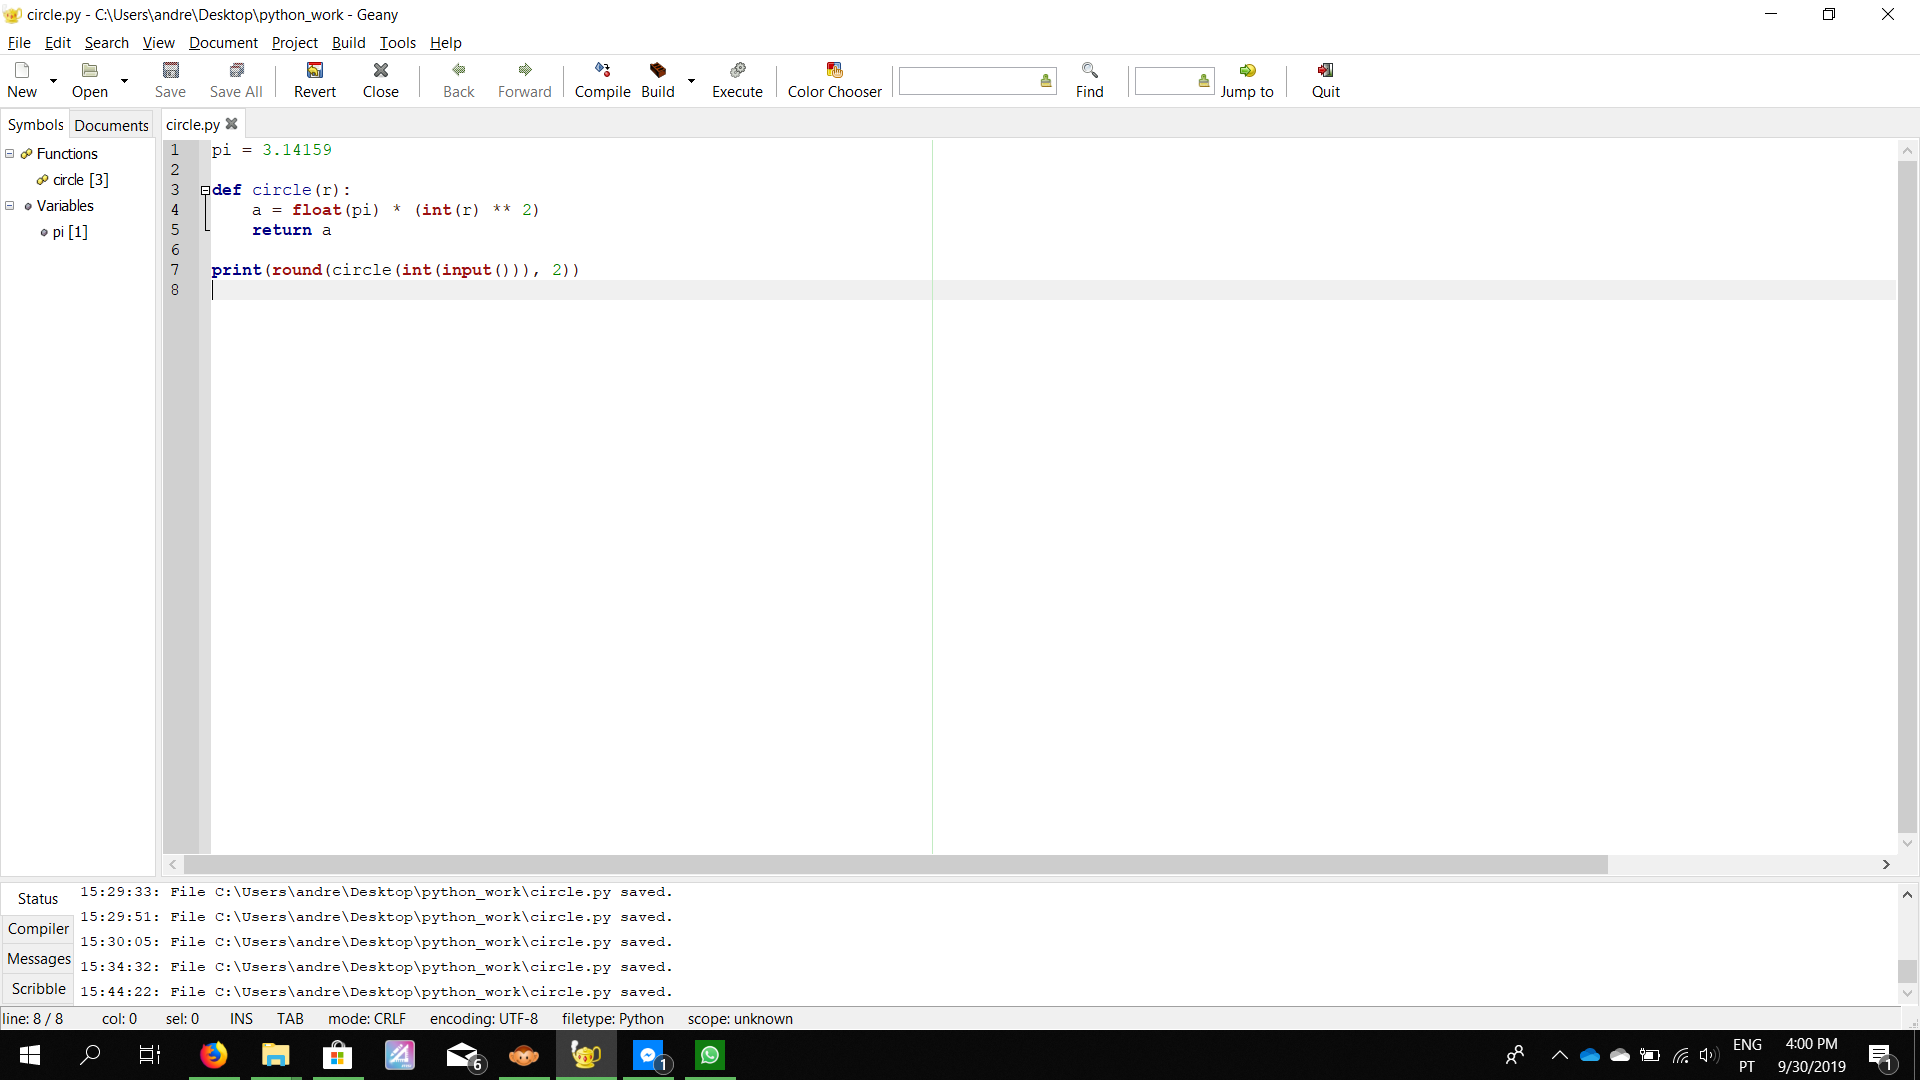 circle.py - C:\Users\andre\Desktop\python_work - Geany
File Edit Search View Document Project Build Tools Help
New Open Save Save All Revert Close Back Forward Compile Build Execute Color Chooser Find Jump to Quit
Symbols Documents circle.py
Functions
circle [3]
Variables
pi [1]
1 pi = 3.14159
2
3 def circle(r):
4     a = float(pi) * (int(r) ** 2)
5     return a
6
7 print(round(circle(int(input())), 2))
8
Status
Compiler
Messages
Scribble
15:29:33: File C:\Users\andre\Desktop\python_work\circle.py saved.
15:29:51: File C:\Users\andre\Desktop\python_work\circle.py saved.
15:30:05: File C:\Users\andre\Desktop\python_work\circle.py saved.
15:34:32: File C:\Users\andre\Desktop\python_work\circle.py saved.
15:44:22: File C:\Users\andre\Desktop\python_work\circle.py saved.
line: 8 / 8 col: 0 sel: 0 INS TAB mode: CRLF encoding: UTF-8 filetype: Python scope: unknown
6
1
ENG
PT
4:00 PM
9/30/2019
1